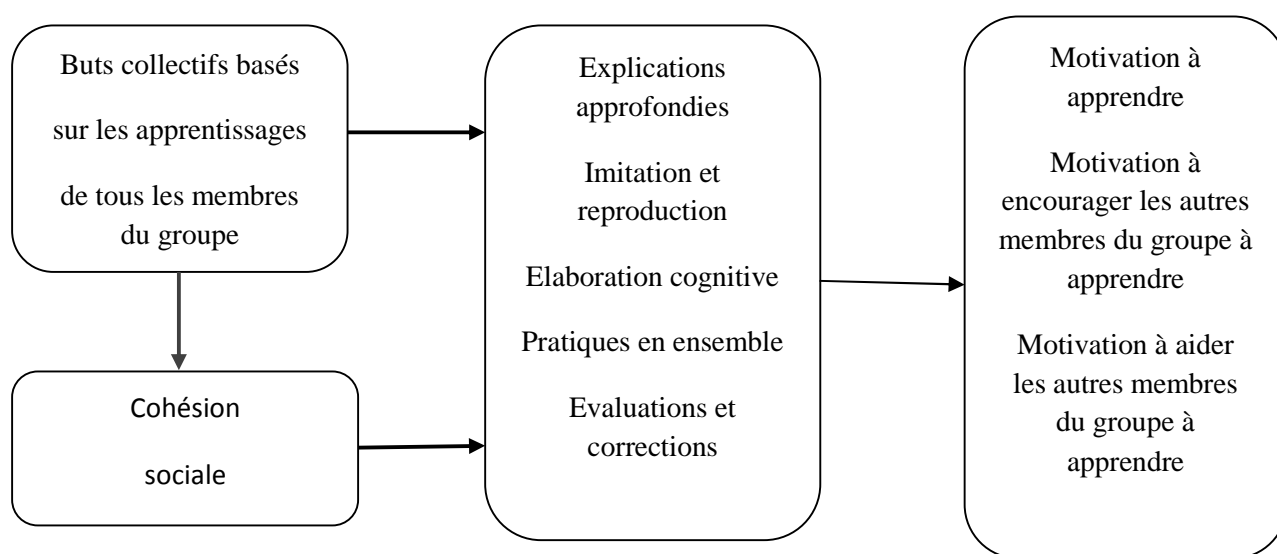 Buts collectifs basés
sur les apprentissages
de tous les membres
du groupe
Cohésion
sociale
Explications
approfondies
Imitation et
reproduction
Elaboration cognitive
Pratiques en ensemble
Evaluations et
corrections
Motivation à
apprendre
Motivation à
encourager les autres
membres du groupe à
apprendre
Motivation à aider
les autres membres
du groupe à
apprendre